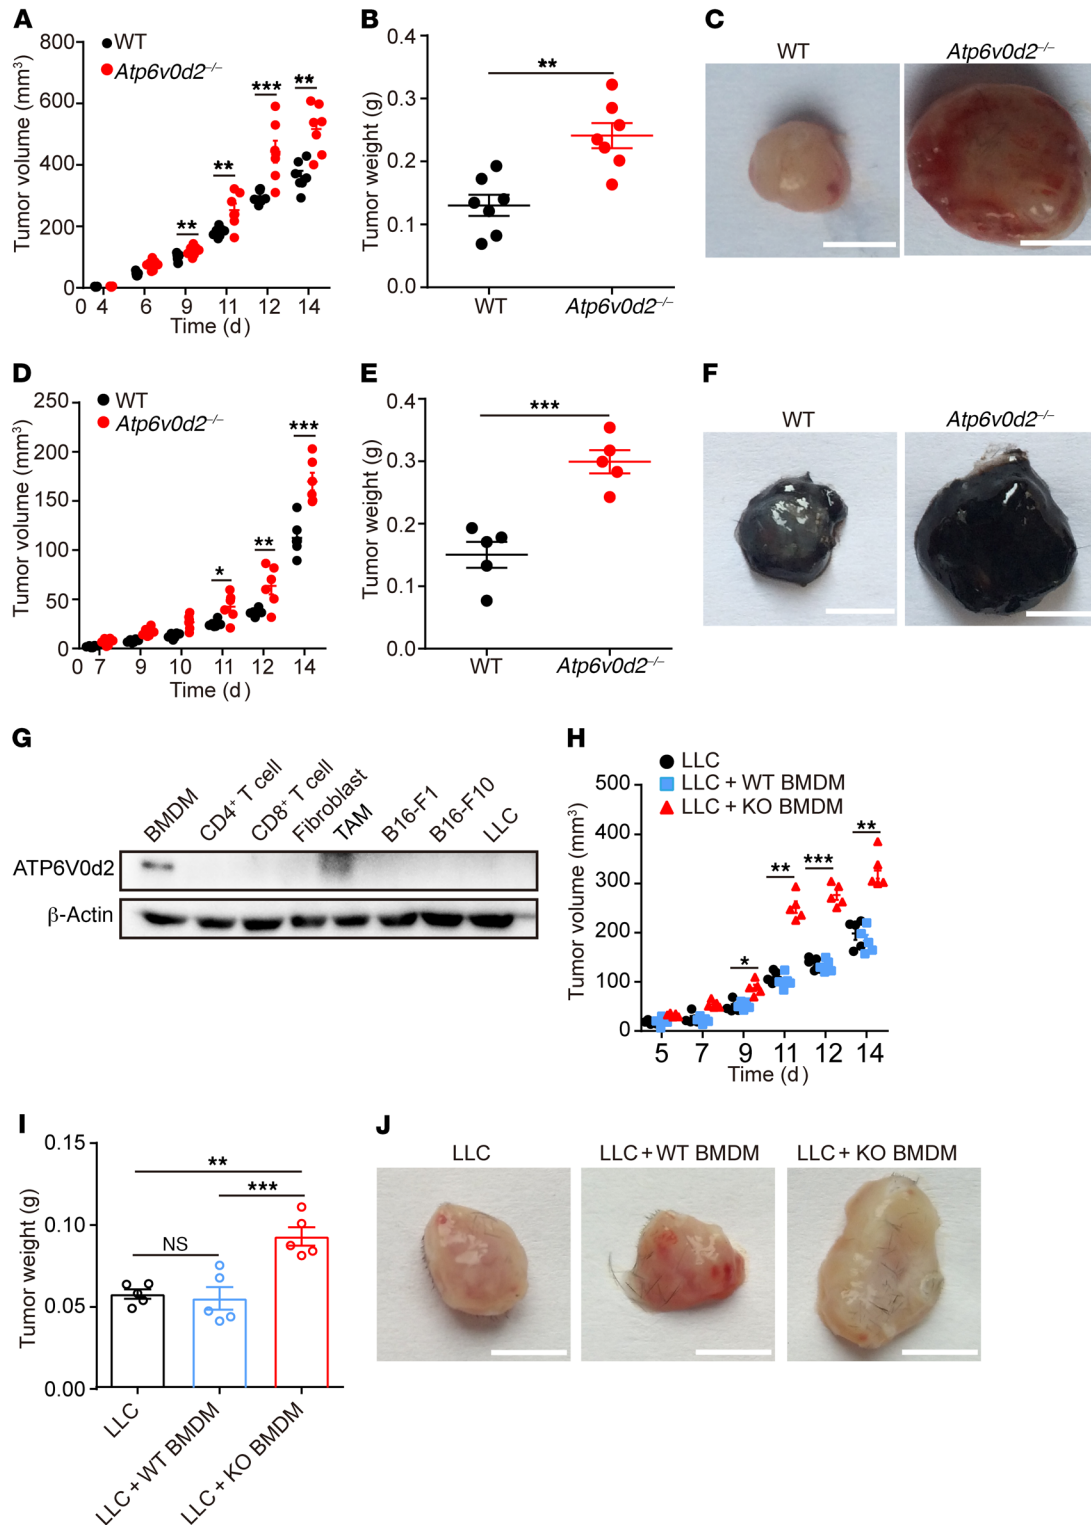 A
WT
Atp6v0d2–/–
Tumor volume (mm3)
800
600
400
200
0
** ** *** **
0 4 6 9 11 12 14
Time (d)
B
Tumor weight (g)
0.4
0.3
0.2
0.1
0.0
**
WT Atp6v0d2–/–
C
WT Atp6v0d2–/–
D
WT
Atp6v0d2–/–
Tumor volume (mm3)
250
200
150
100
50
0
* ** ***
0 7 9 10 11 12 14
Time (d)
E
Tumor weight (g)
0.4
0.3
0.2
0.1
0.0
***
WT Atp6v0d2–/–
F
WT Atp6v0d2–/–
G
BMDM
CD4+ T cell
CD8+ T cell
Fibroblast
TAM
B16-F1
B16-F10
LLC
ATP6V0d2
β-Actin
H
LLC
LLC + WT BMDM
LLC + KO BMDM
Tumor volume (mm3)
500
400
300
200
100
0
* ** *** **
5 7 9 11 12 14
Time (d)
I
Tumor weight (g)
0.15
0.10
0.05
0.00
**
***
NS
LLC
LLC + WT BMDM
LLC + KO BMDM
J
LLC LLC + WT BMDM LLC + KO BMDM